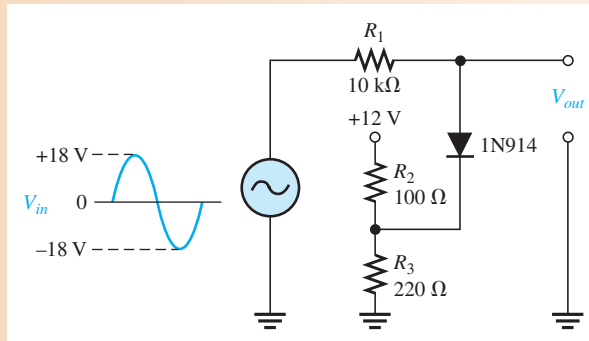 R1
10 kΩ
+12 V
Vout
1N914
+18 V
R2
100 Ω
Vin 0
–18 V
R3
220 Ω